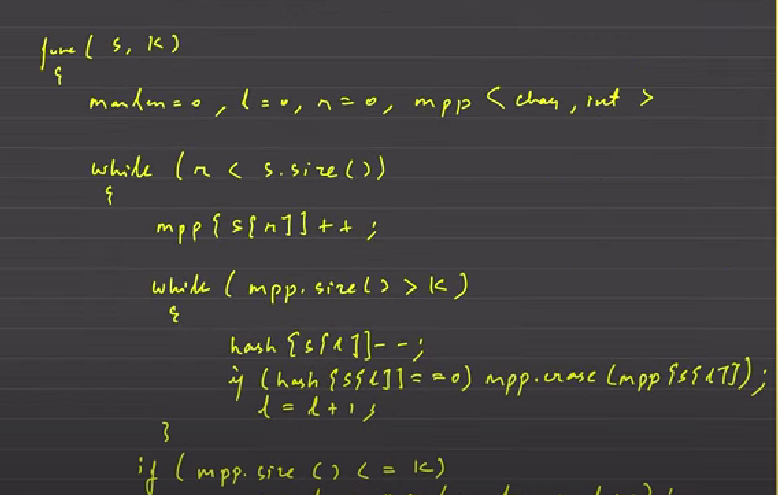 func( s, k)
{
maxlen=0, l=0, r=0, mpp <char, int >
while (r < s.size())
{
mpp[s[r]]++;
while ( mpp.size() > k)
{
hash[s[l]]--;
if (hash[s[l]]==0) mpp.erase(mpp[s[l]]);
l = l+1;
}
if ( mpp.size () <= k)